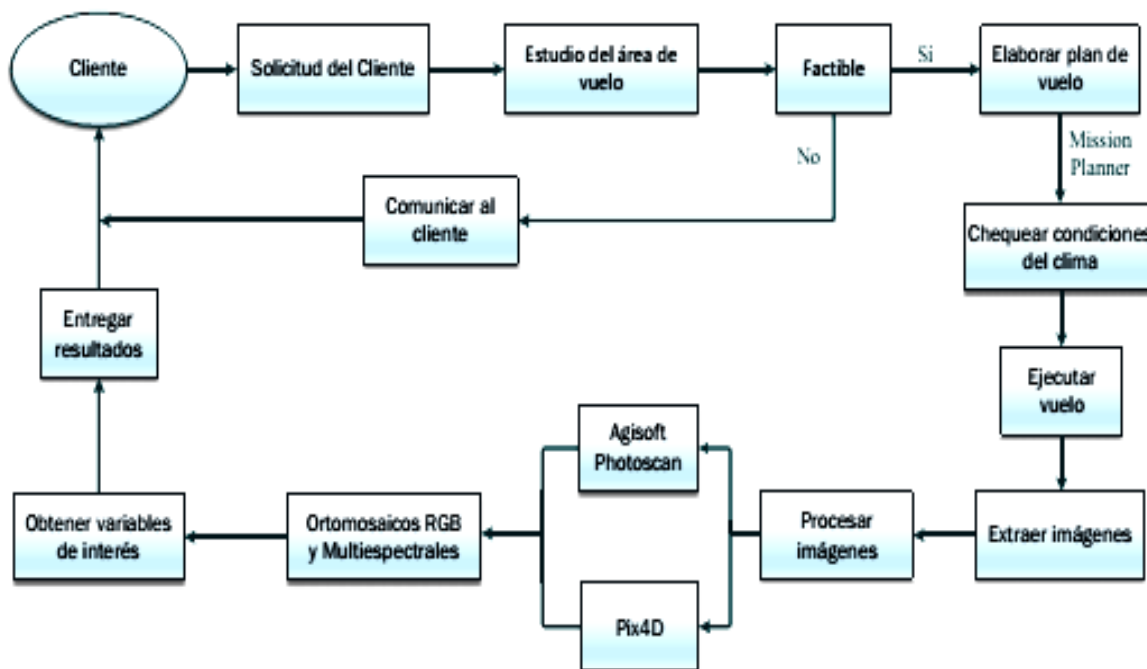 Cliente
Solicitud del Cliente
Estudio del área de
vuelo
Factible
Si
Elaborar plan de
vuelo
No
Mission
Planner
Comunicar al
cliente
Chequear condiciones
del clima
Entregar
resultados
Ejecutar
vuelo
Agisoft
Photoscan
Obtener variables
de interés
Ortomosaicos RGB
y Multiespectrales
Procesar
imágenes
Extraer imágenes
Pix4D